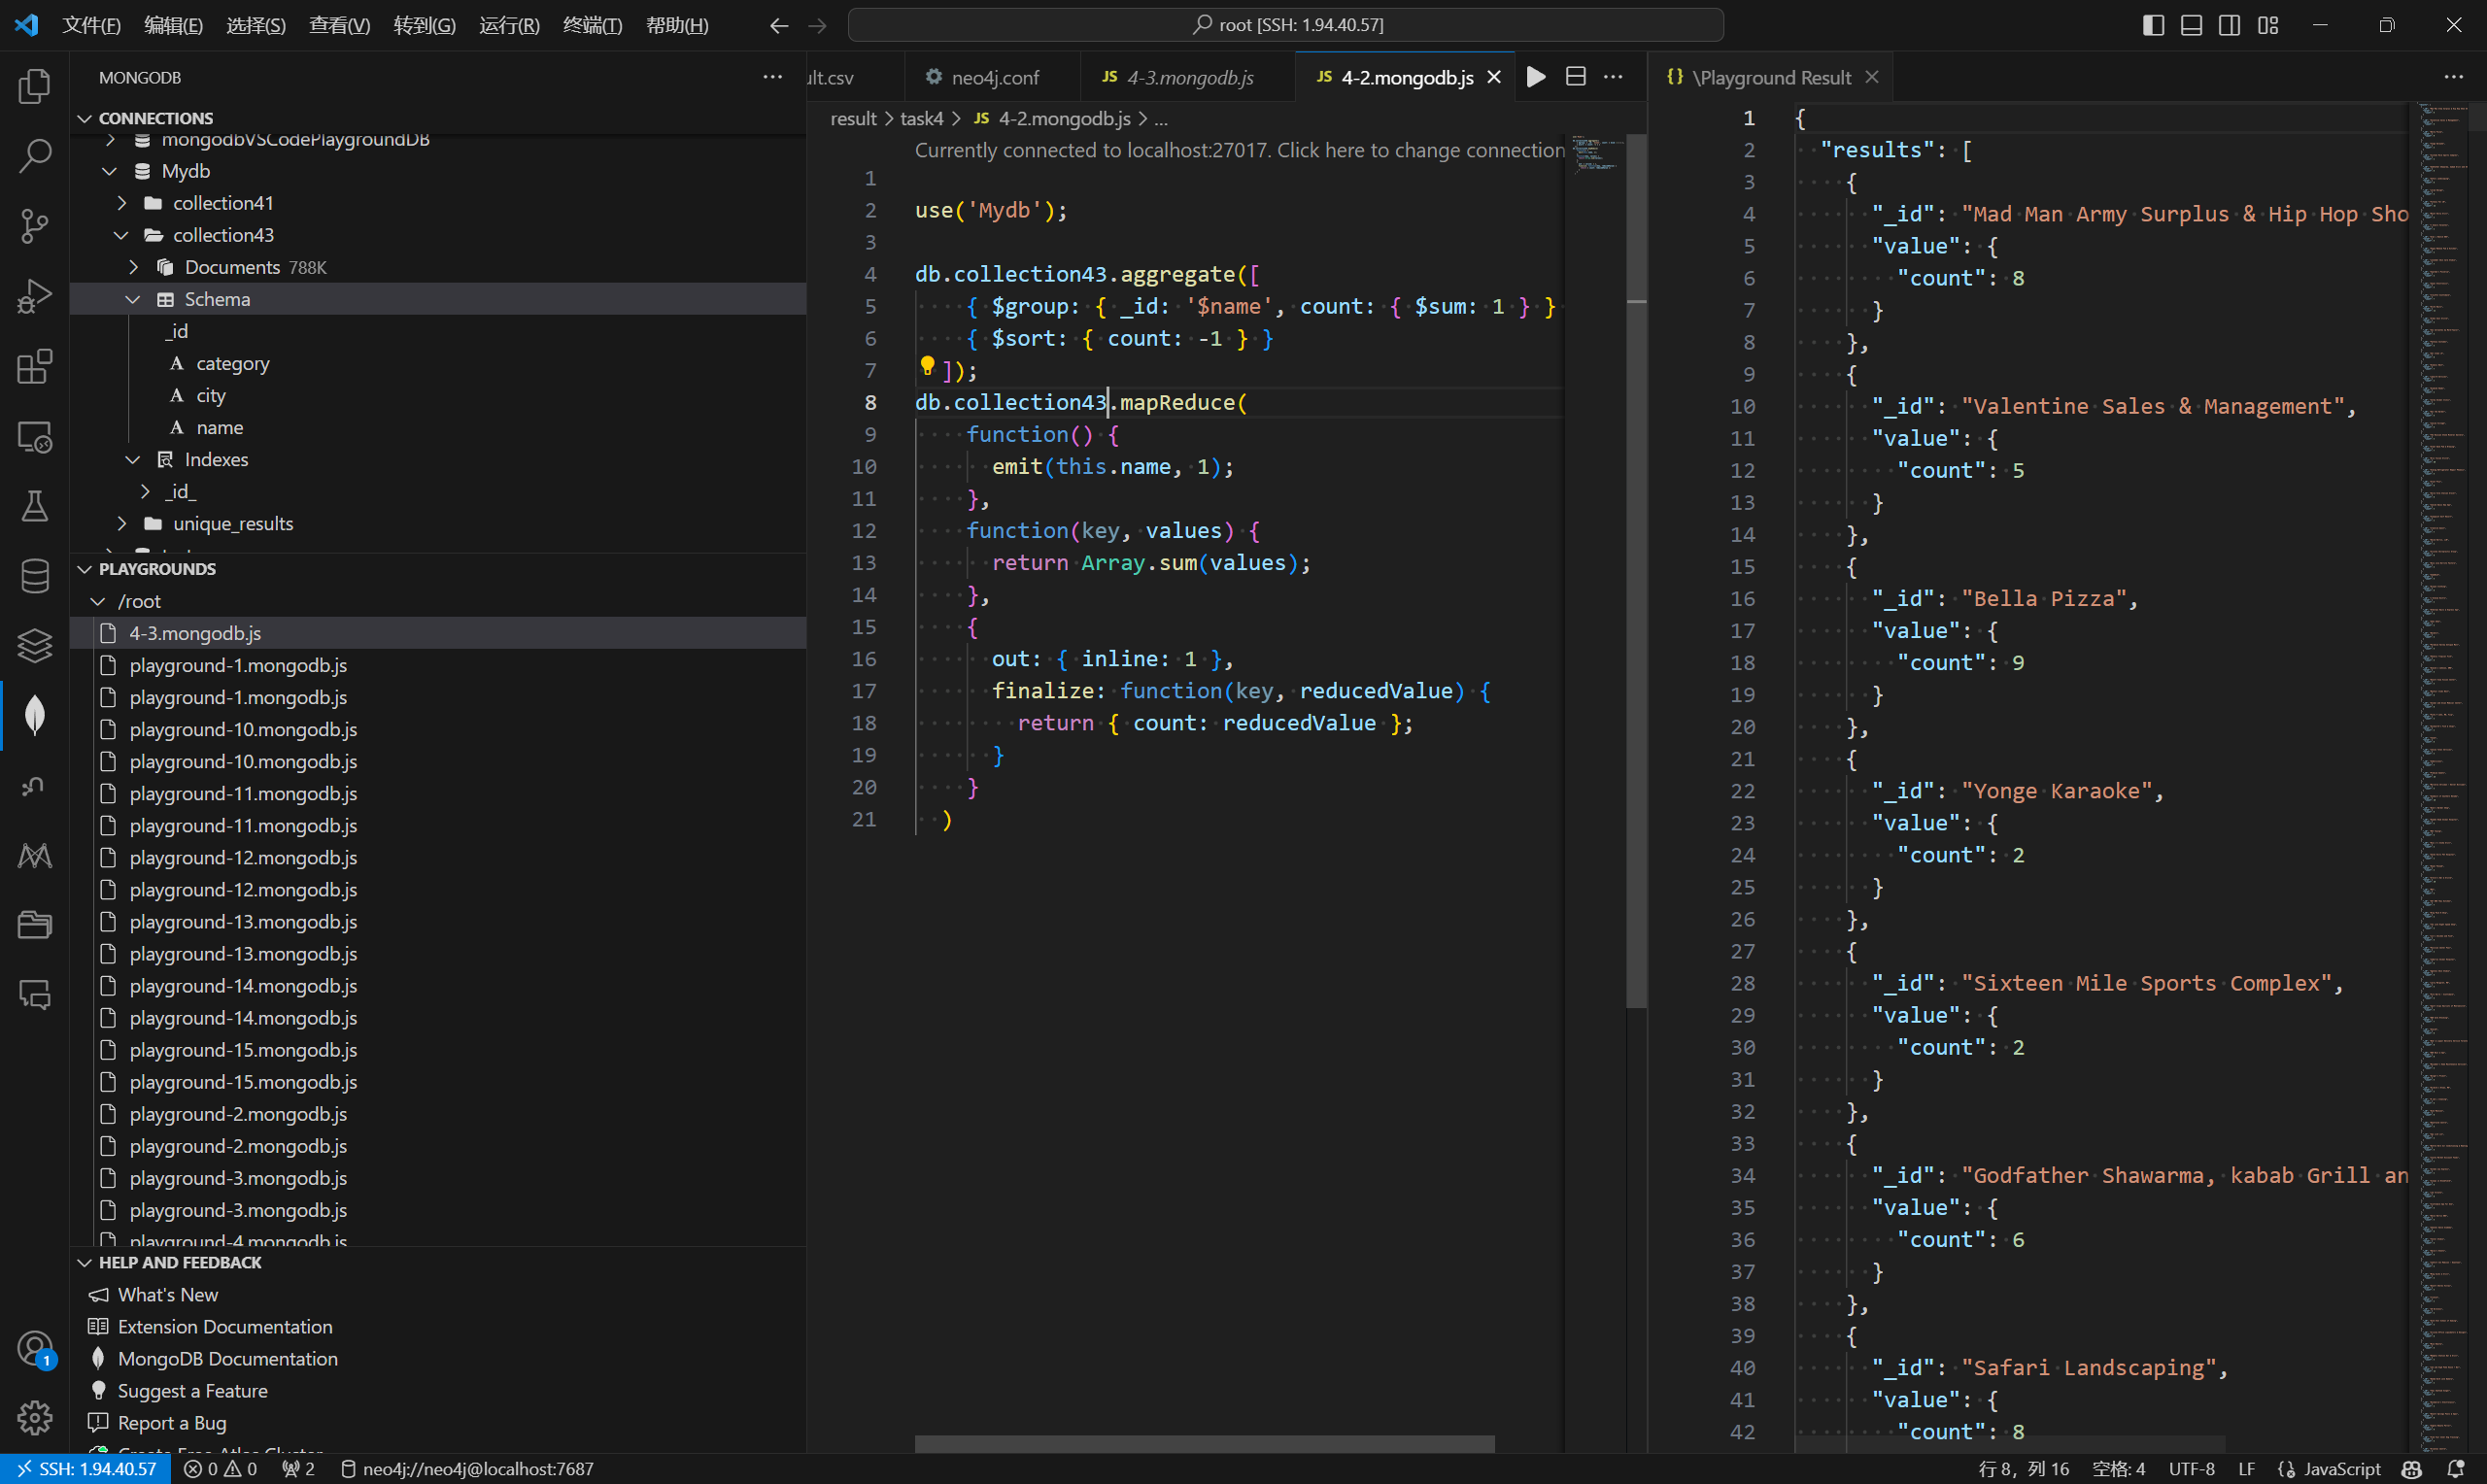 文件(F) 编辑(E) 选择(S) 查看(V) 转到(G) 运行(R) 终端(T) 帮助(H) root [SSH: 1.94.40.57]
MONGODB
CONNECTIONS
mongodbVSCodePlaygroundDB
Mydb
collection41
collection43
Documents 788K
Schema
_id
category
city
name
Indexes
_id_
unique_results
PLAYGROUNDS
/root
4-3.mongodb.js
playground-1.mongodb.js
playground-1.mongodb.js
playground-10.mongodb.js
playground-10.mongodb.js
playground-11.mongodb.js
playground-11.mongodb.js
playground-12.mongodb.js
playground-12.mongodb.js
playground-13.mongodb.js
playground-13.mongodb.js
playground-14.mongodb.js
playground-14.mongodb.js
playground-15.mongodb.js
playground-15.mongodb.js
playground-2.mongodb.js
playground-2.mongodb.js
playground-3.mongodb.js
playground-3.mongodb.js
playground-4.mongodb.js
HELP AND FEEDBACK
What's New
Extension Documentation
MongoDB Documentation
Suggest a Feature
Report a Bug
Create Free Atlas Cluster
1
ult.csv neo4j.conf JS 4-3.mongodb.js JS 4-2.mongodb.js
result > task4 > JS 4-2.mongodb.js > ...
Currently connected to localhost:27017. Click here to change connection
1
2 use('Mydb');
3
4 db.collection43.aggregate([
5 { $group: { _id: '$name', count: { $sum: 1 } }
6 { $sort: { count: -1 } }
7 ]);
8 db.collection43.mapReduce(
9 function() {
10 emit(this.name, 1);
11 },
12 function(key, values) {
13 return Array.sum(values);
14 },
15 {
16 out: { inline: 1 },
17 finalize: function(key, reducedValue) {
18 return { count: reducedValue };
19 }
20 }
21 )
{} \Playground Result
1 {
2 "results": [
3 {
4 "_id": "Mad Man Army Surplus & Hip Hop Sho
5 "value": {
6 "count": 8
7 }
8 },
9 {
10 "_id": "Valentine Sales & Management",
11 "value": {
12 "count": 5
13 }
14 },
15 {
16 "_id": "Bella Pizza",
17 "value": {
18 "count": 9
19 }
20 },
21 {
22 "_id": "Yonge Karaoke",
23 "value": {
24 "count": 2
25 }
26 },
27 {
28 "_id": "Sixteen Mile Sports Complex",
29 "value": {
30 "count": 2
31 }
32 },
33 {
34 "_id": "Godfather Shawarma, kabab Grill an
35 "value": {
36 "count": 6
37 }
38 },
39 {
40 "_id": "Safari Landscaping",
41 "value": {
42 "count": 8
SSH: 1.94.40.57 0 0 2 neo4j://neo4j@localhost:7687 行 8，列 16 空格: 4 UTF-8 LF {} JavaScript